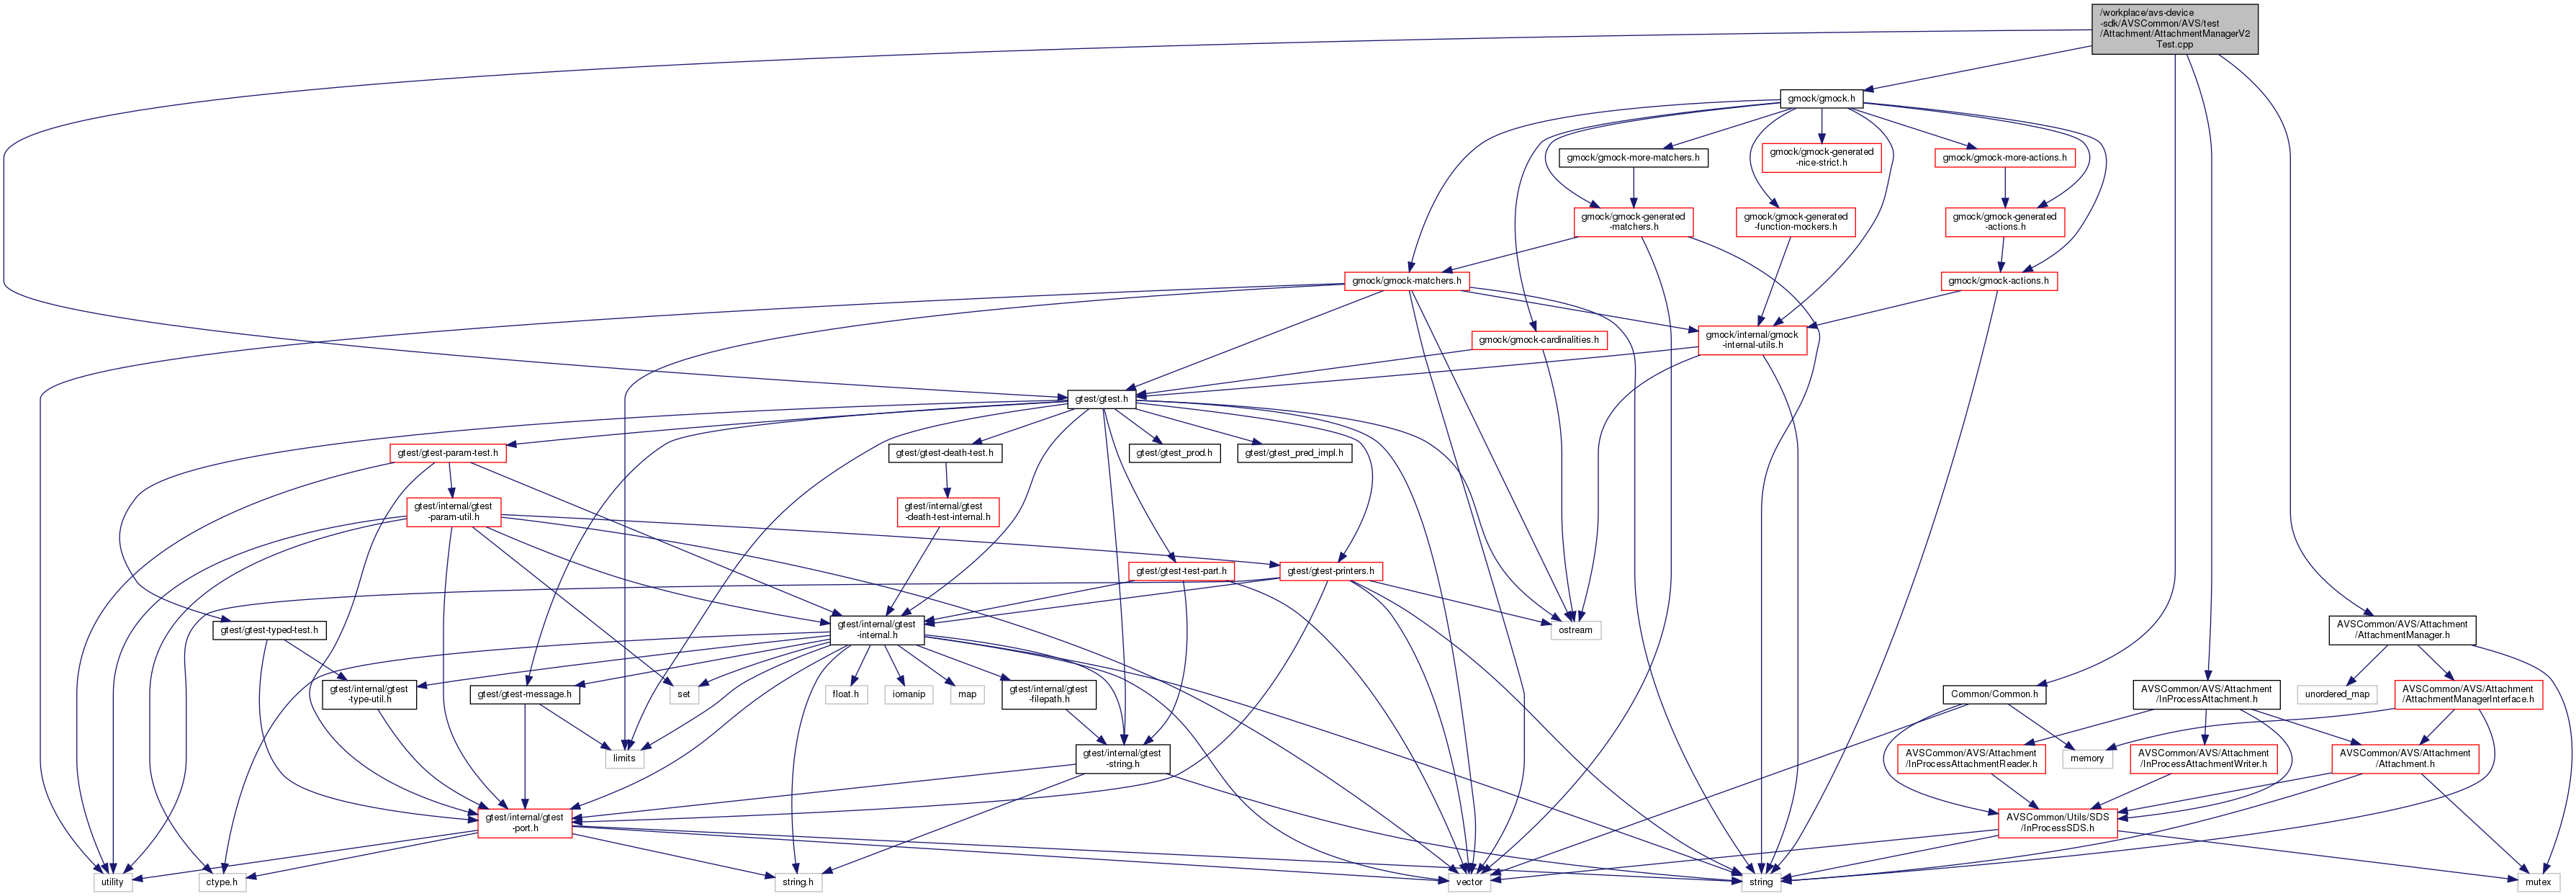 /workplace/avs-device
-sdk/AVSCommon/AVS/test
/Attachment/AttachmentManagerV2
Test.cpp
gmock/gmock.h
gmock/gmock-more-matchers.h
gmock/gmock-generated
-nice-strict.h
gmock/gmock-more-actions.h
gmock/gmock-generated
-matchers.h
gmock/gmock-generated
-function-mockers.h
gmock/gmock-generated
-actions.h
gmock/gmock-matchers.h
gmock/gmock-actions.h
gmock/gmock-cardinalities.h
gmock/internal/gmock
-internal-utils.h
gtest/gtest.h
gtest/gtest-param-test.h
gtest/gtest-death-test.h
gtest/gtest_prod.h
gtest/gtest_pred_impl.h
gtest/internal/gtest
-param-util.h
gtest/internal/gtest
-death-test-internal.h
gtest/gtest-test-part.h
gtest/gtest-printers.h
gtest/gtest-typed-test.h
gtest/internal/gtest
-internal.h
ostream
AVSCommon/AVS/Attachment
/AttachmentManager.h
gtest/internal/gtest
-type-util.h
gtest/gtest-message.h
set
float.h
iomanip
map
gtest/internal/gtest
-filepath.h
Common/Common.h
AVSCommon/AVS/Attachment
/InProcessAttachment.h
unordered_map
AVSCommon/AVS/Attachment
/AttachmentManagerInterface.h
limits
gtest/internal/gtest
-string.h
AVSCommon/AVS/Attachment
/InProcessAttachmentReader.h
memory
AVSCommon/AVS/Attachment
/InProcessAttachmentWriter.h
AVSCommon/AVS/Attachment
/Attachment.h
gtest/internal/gtest
-port.h
AVSCommon/Utils/SDS
/InProcessSDS.h
utility
ctype.h
string.h
vector
string
mutex